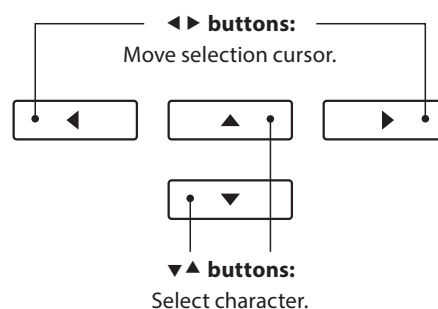 ◀▶ buttons:
Move selection cursor.
◀ ▲ ▶
▼
▼▲ buttons:
Select character.